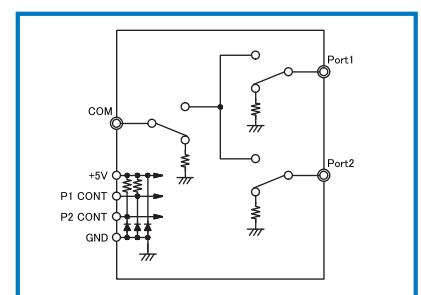 Port1
COM
Port2
+5V
P1 CONT
P2 CONT
GND